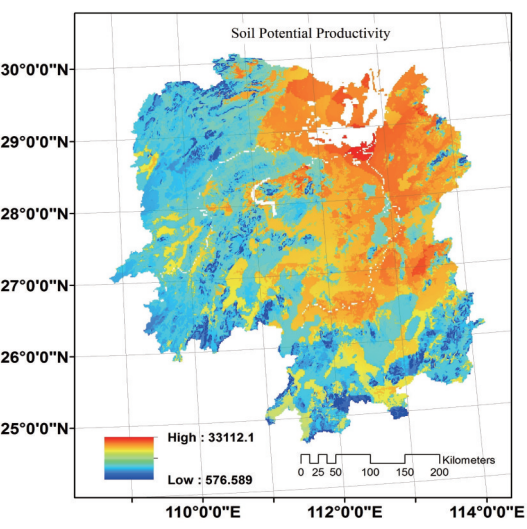 Soil Potential Productivity
30°0'0"N
29°0'0"N
28°0'0"N
27°0'0"N
26°0'0"N
25°0'0"N
High : 33112.1
Low : 576.589
Kilometers
0 25 50 100 150 200
110°0'0"E 112°0'0"E 114°0'0"E